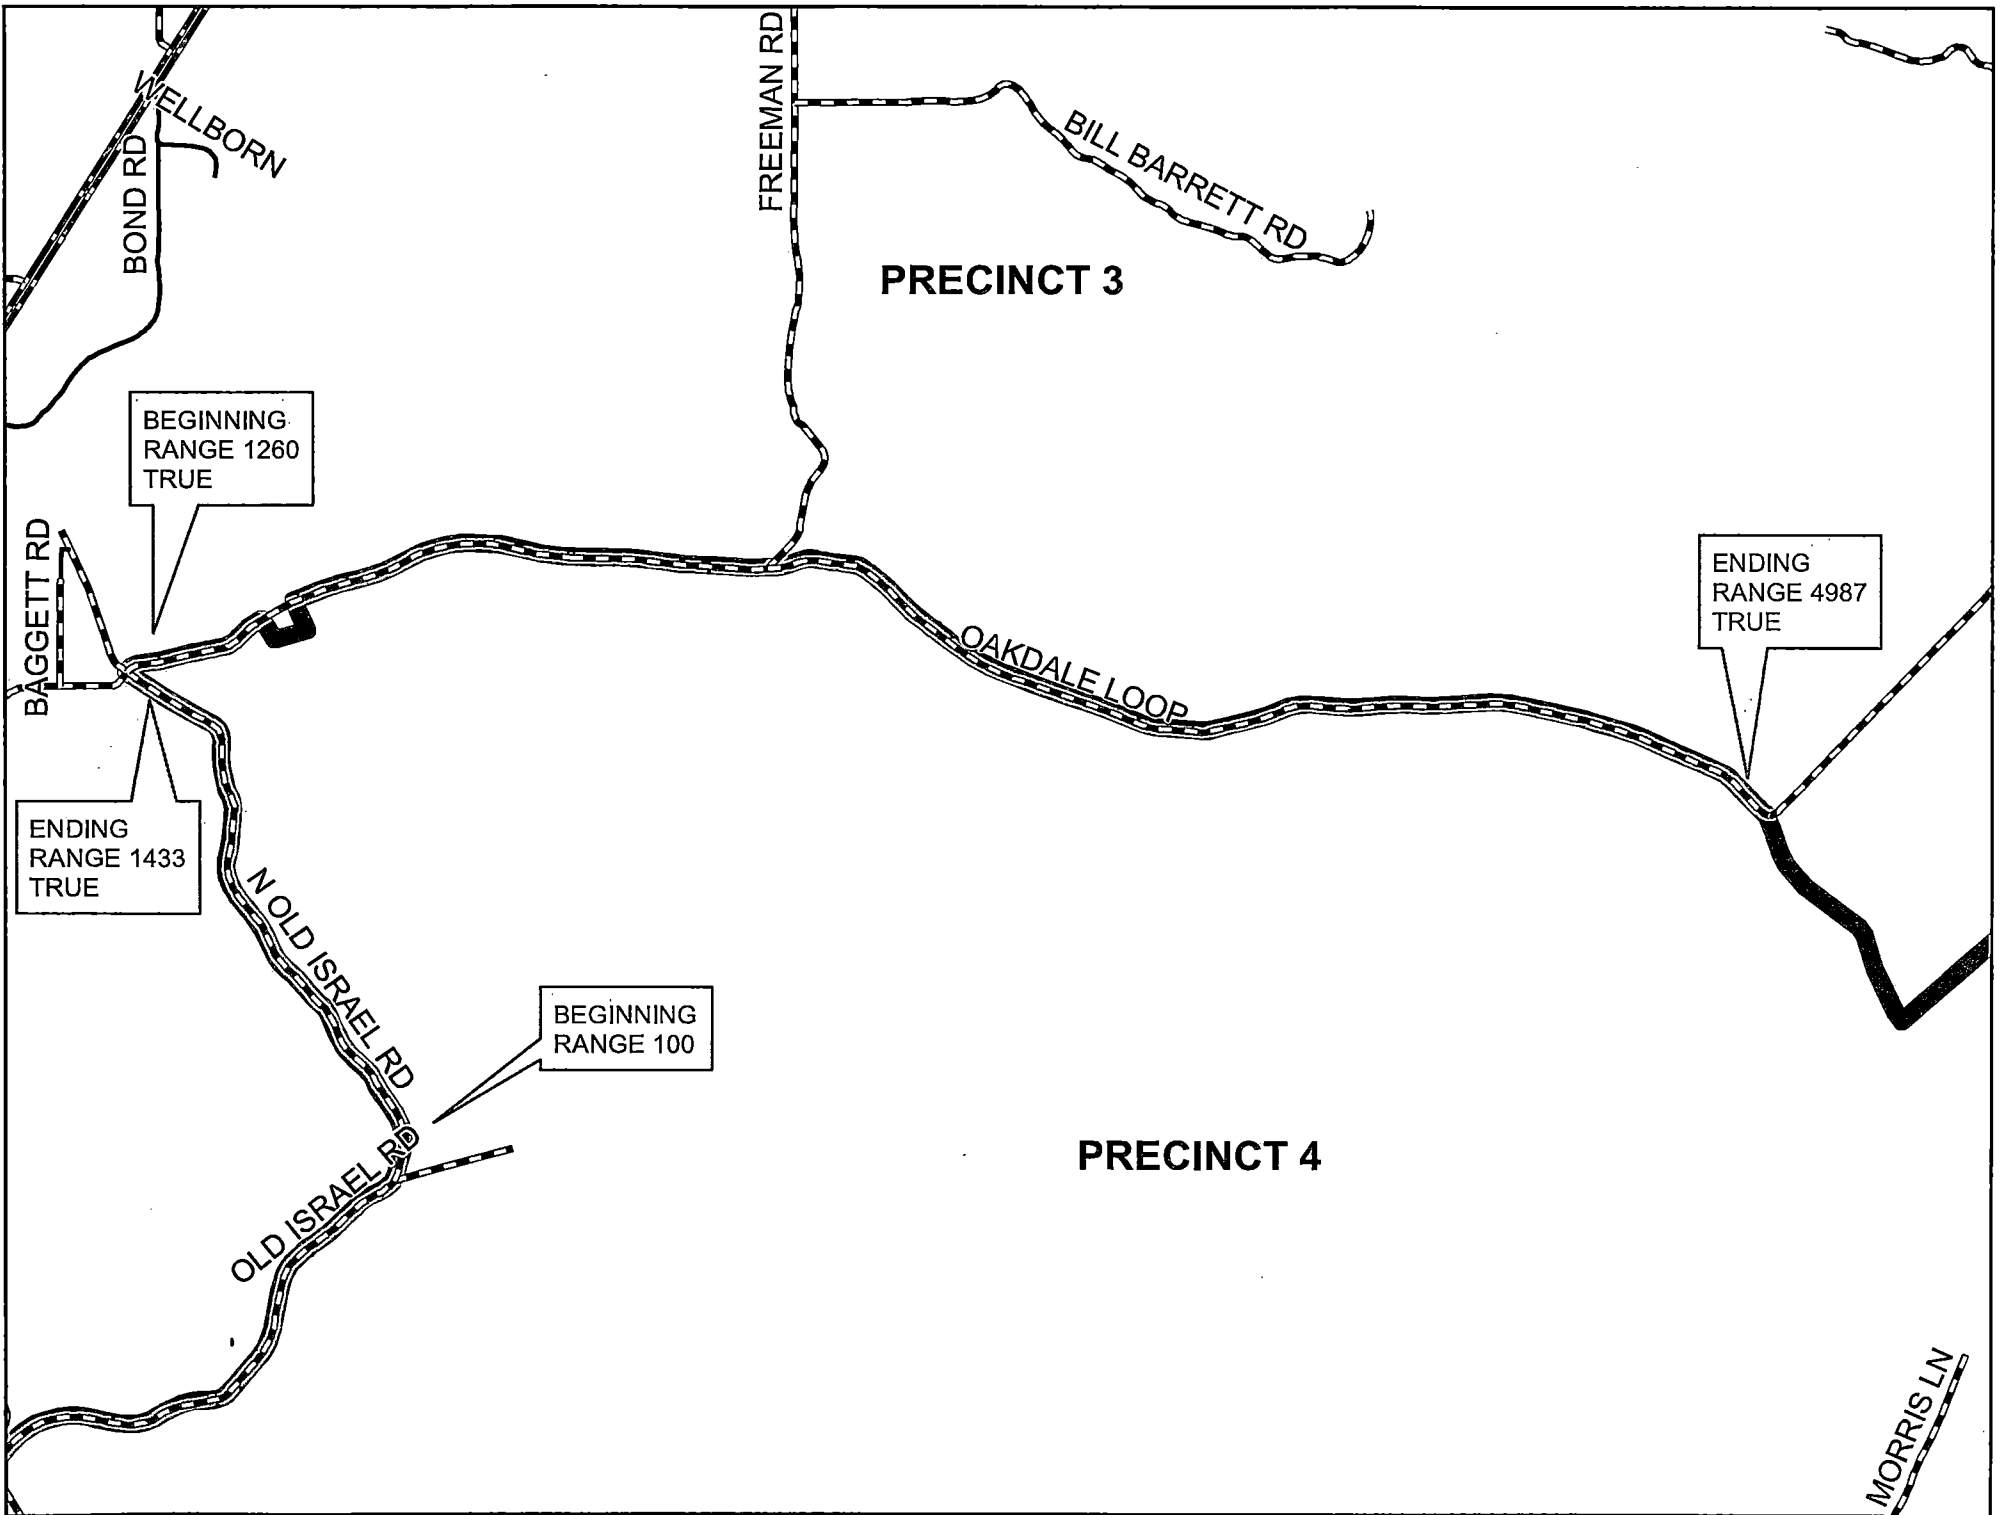 WELLBORN
BOND RD
FREEMAN RD
BILL BARRETT RD
PRECINCT 3
BEGINNING
RANGE 1260
TRUE
BAGGETT RD
ENDING
RANGE 4987
TRUE
OAKDALE LOOP
ENDING
RANGE 1433
TRUE
N OLD ISRAEL RD
BEGINNING
RANGE 100
OLD ISRAEL RD
PRECINCT 4
MORRIS LN